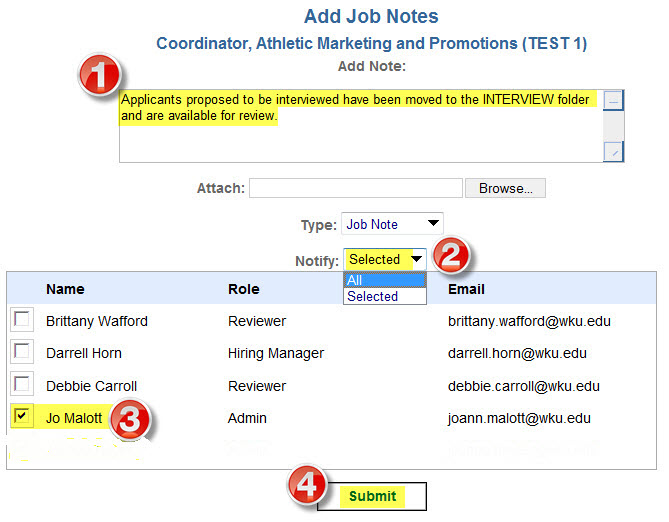 Add Job Notes
Coordinator, Athletic Marketing and Promotions (TEST 1)
Add Note:
1
Applicants proposed to be interviewed have been moved to the INTERVIEW folder
and are available for review.
Attach: Browse...
Type: Job Note
Notify: Selected 2
All
Selected
Name Role Email
Brittany Wafford Reviewer brittany.wafford@wku.edu
Darrell Horn Hiring Manager darrell.horn@wku.edu
Debbie Carroll Reviewer debbie.carroll@wku.edu
Jo Malott 3 Admin joann.malott@wku.edu
4 Submit